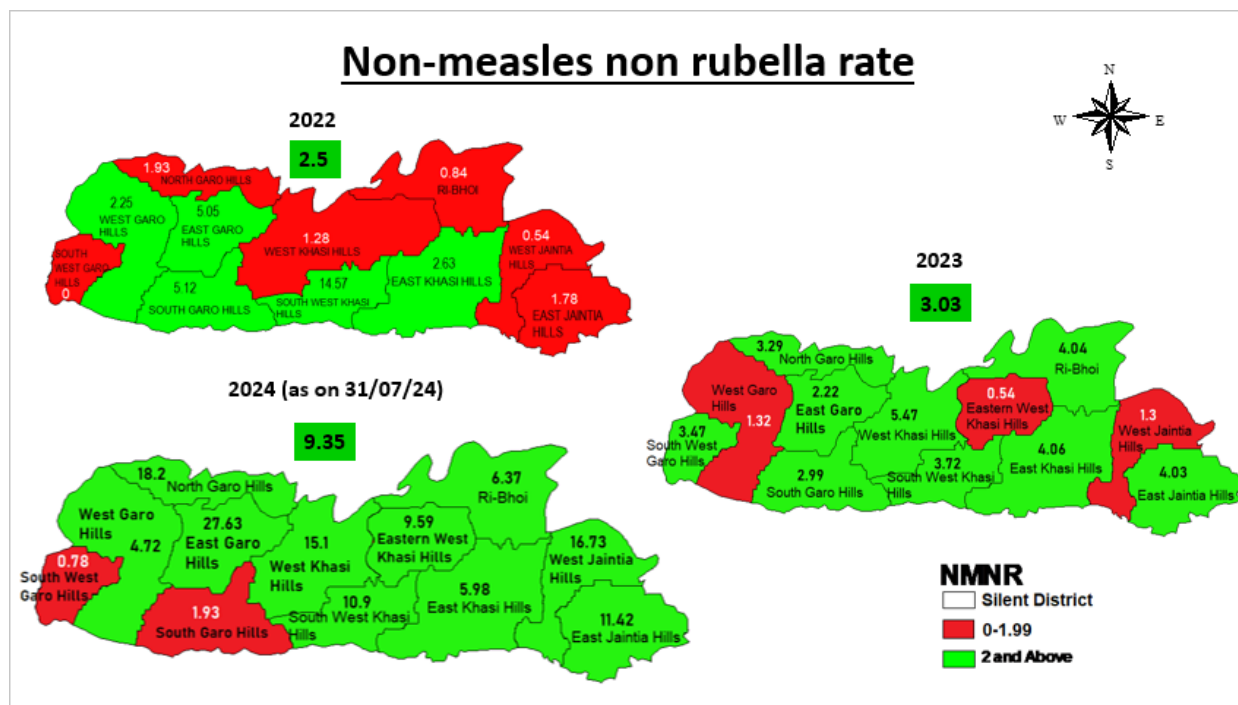 Non-measles non rubella rate
N
W
E
S
2022
2.5
1.93
NORTH GARO HILLS
0.84
RI-BHOI
2.25
WEST GARO
HILLS
5.05
EAST GARO
HILLS
1.28
WEST KHASI HILLS
0.54
WEST JAINTIA
HILLS
SOUTH
WEST GARO
HILLS
0
5.12
SOUTH GARO HILLS
14.57
SOUTH WEST KHASI
HILLS
2.63
EAST KHASI HILLS
1.78
EAST JAINTIA
HILLS
2023
3.03
3.29
North Garo Hills
4.04
Ri-Bhoi
West Garo
Hills
1.32
2.22
East Garo
Hills
5.47
West Khasi Hills
0.54
Eastern West
Khasi Hills
1.3
West Jaintia
Hills
3.47
South West
Garo Hills
2.99
South Garo Hills
3.72
South West Khasi
Hills
4.06
East Khasi Hills
4.03
East Jaintia Hills
2024 (as on 31/07/24)
9.35
18.2
North Garo Hills
6.37
Ri-Bhoi
West Garo
Hills
4.72
27.63
East Garo
Hills
15.1
West Khasi
Hills
9.59
Eastern West
Khasi Hills
16.73
West Jaintia
Hills
0.78
South West
Garo Hills
1.93
South Garo Hills
10.9
South West Khasi
Hills
5.98
East Khasi Hills
11.42
East Jaintia Hills
NMNR
Silent District
0-1.99
2 and Above